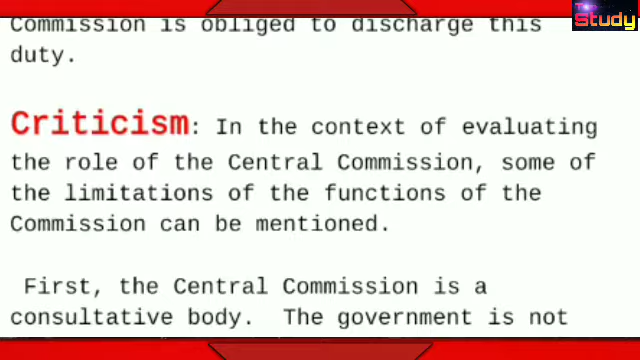 Top
Study
Commission is obliged to discharge this
duty.
Criticism: In the context of evaluating
the role of the Central Commission, some of
the limitations of the functions of the
Commission can be mentioned.
First, the Central Commission is a
consultative body. The government is not